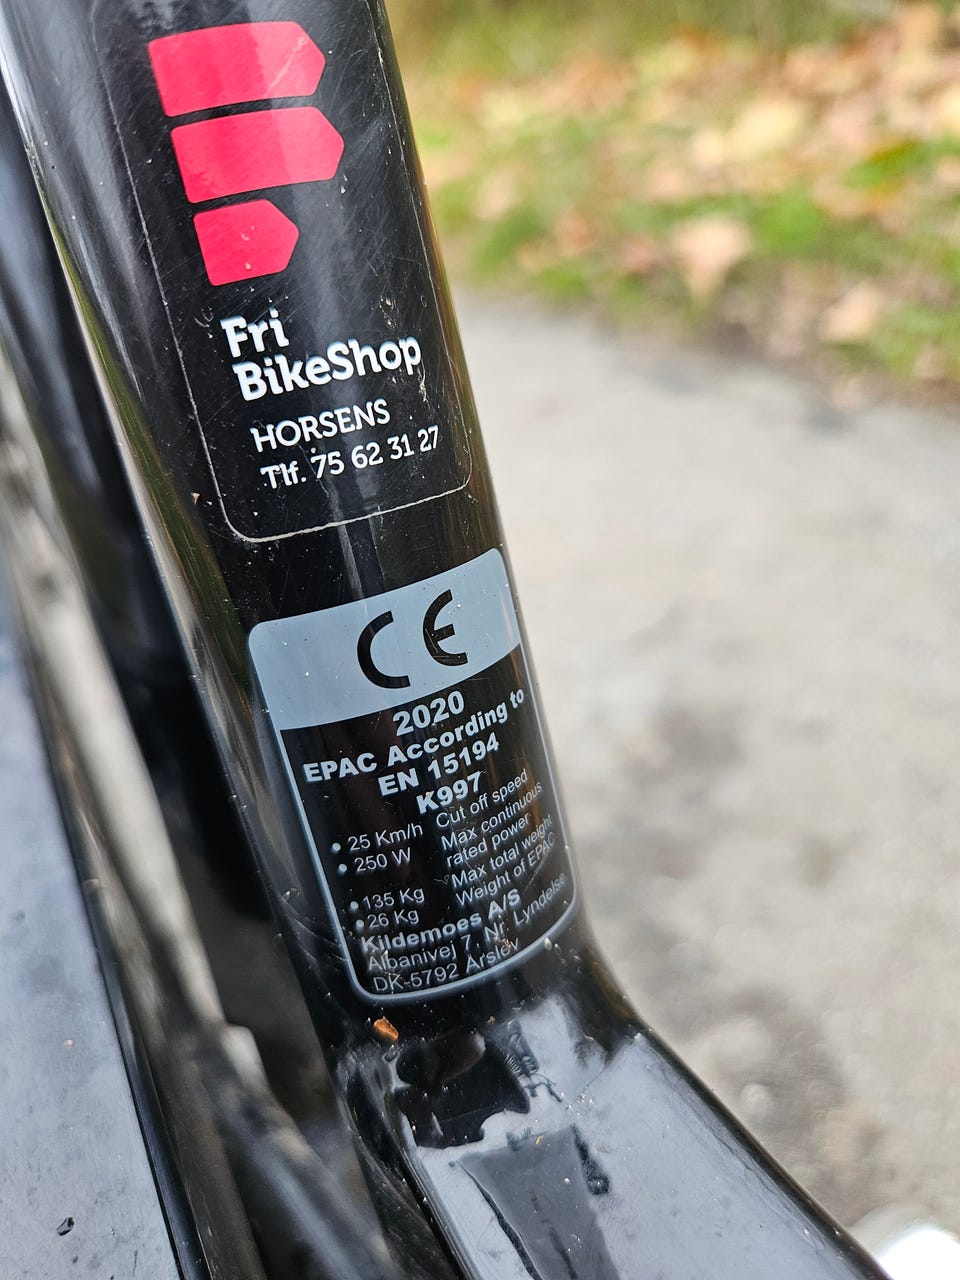 Fri
BikeShop
HORSENS
Tlf. 75 62 31 27
CE
2020
EPAC According to
EN 15194
K997
• 25 Km/h Cut off speed
• 250 W Max continuous
rated power
• 135 Kg Max total weight
• 26 Kg Weight of EPAC
Kildemoes A/S
Albanivej 7, Nr. Lyndelse
DK-5792 Årslev